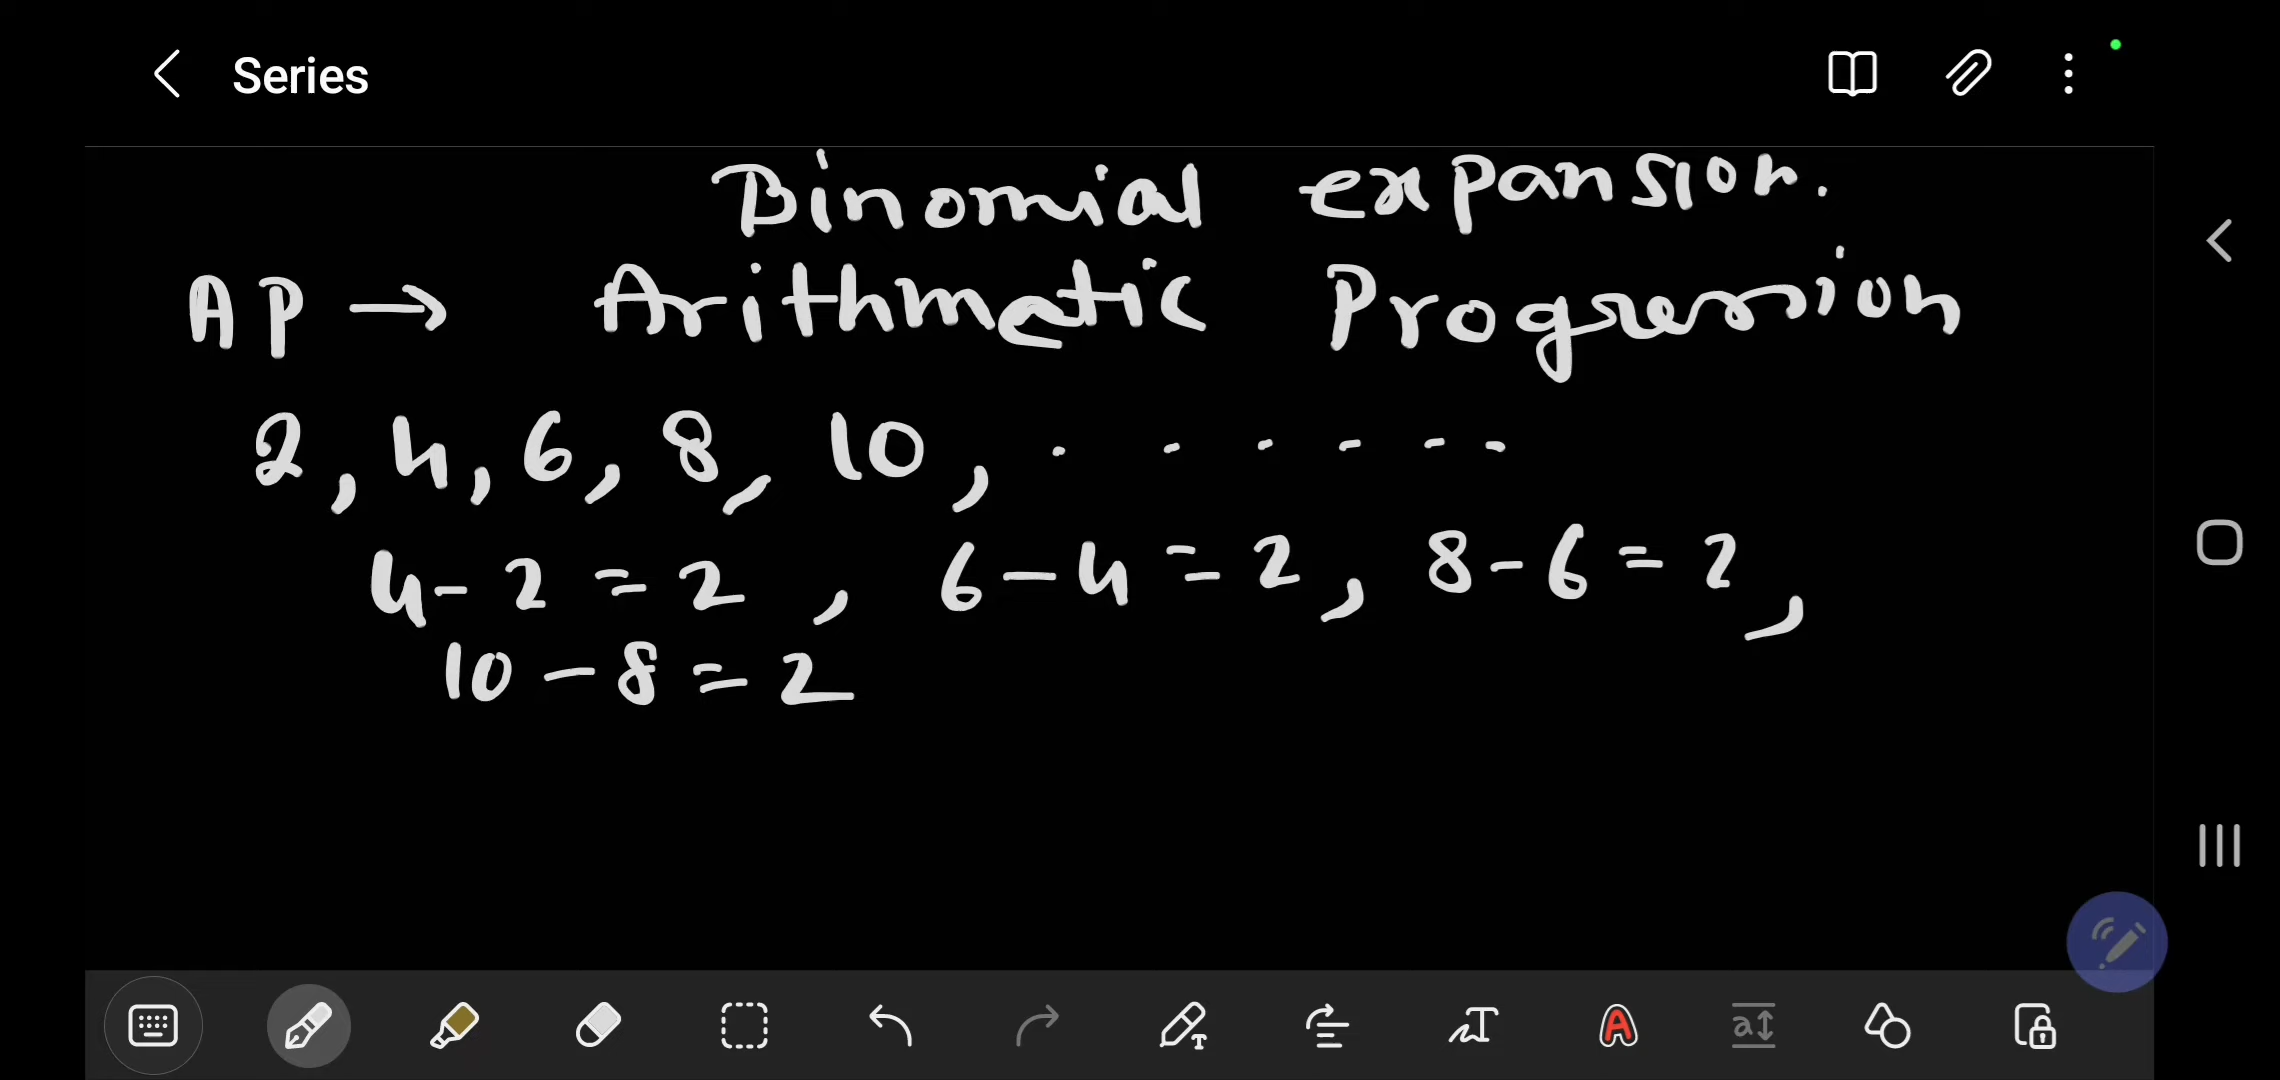 Series
Binomial expansion.
AP → Arithmetic Progression
2, 4, 6, 8, 10, . . . . . .
4 - 2 = 2 , 6 - 4 = 2, 8 - 6 = 2,
10 - 8 = 2